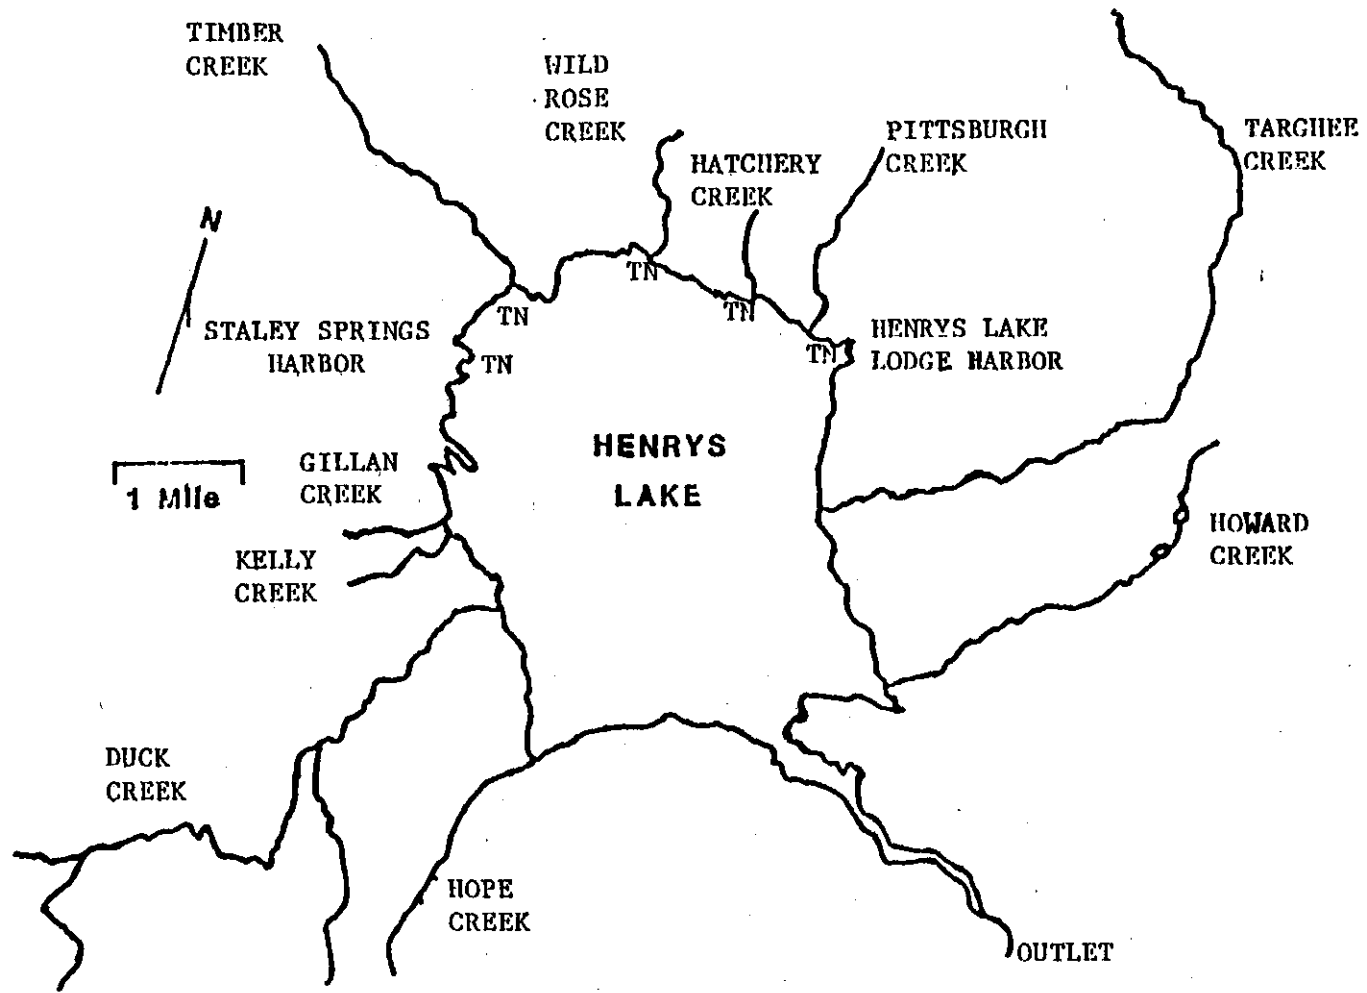 TIMBER
CREEK
WILD
ROSE
CREEK
HATCHERY
CREEK
PITTSBURGH
CREEK
TARGHEE
CREEK
N
TN
TN
TN
TN
TN
STALEY SPRINGS
HARBOR
HENRYS LAKE
LODGE HARBOR
HENRYS
LAKE
1 Mile
GILLAN
CREEK
KELLY
CREEK
HOWARD
CREEK
DUCK
CREEK
HOPE
CREEK
OUTLET